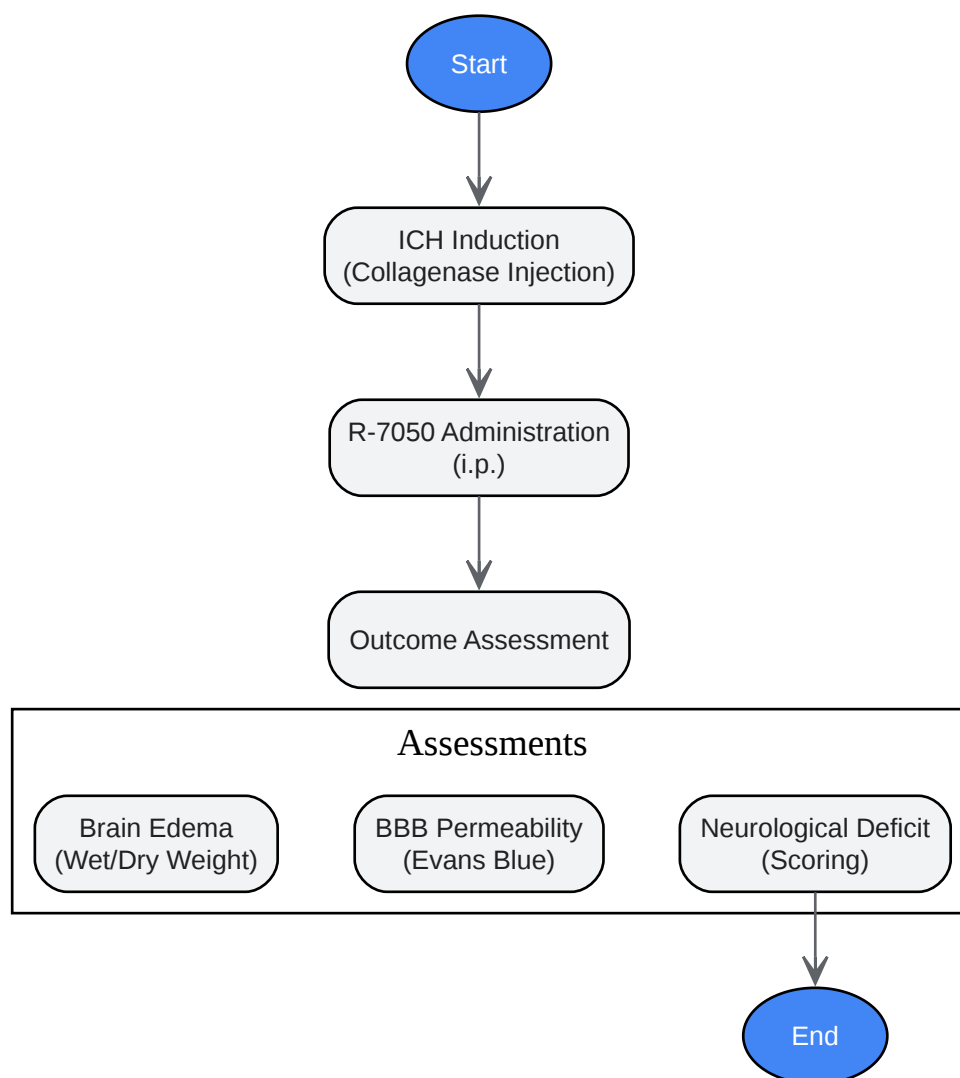 Start
ICH Induction
(Collagenase Injection)
R-7050 Administration
(i.p.)
Outcome Assessment
Assessments
Brain Edema
(Wet/Dry Weight)
BBB Permeability
(Evans Blue)
Neurological Deficit
(Scoring)
End